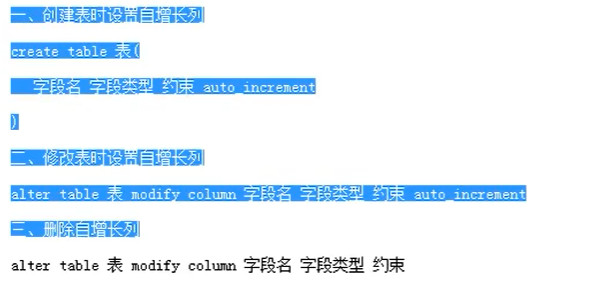 一、创建表时设置自增长列
create table 表(
字段名 字段类型 约束 auto_increment
)
二、修改表时设置自增长列
alter table 表 modify column 字段名 字段类型 约束 auto_increment
三、删除自增长列
alter table 表 modify column 字段名 字段类型 约束